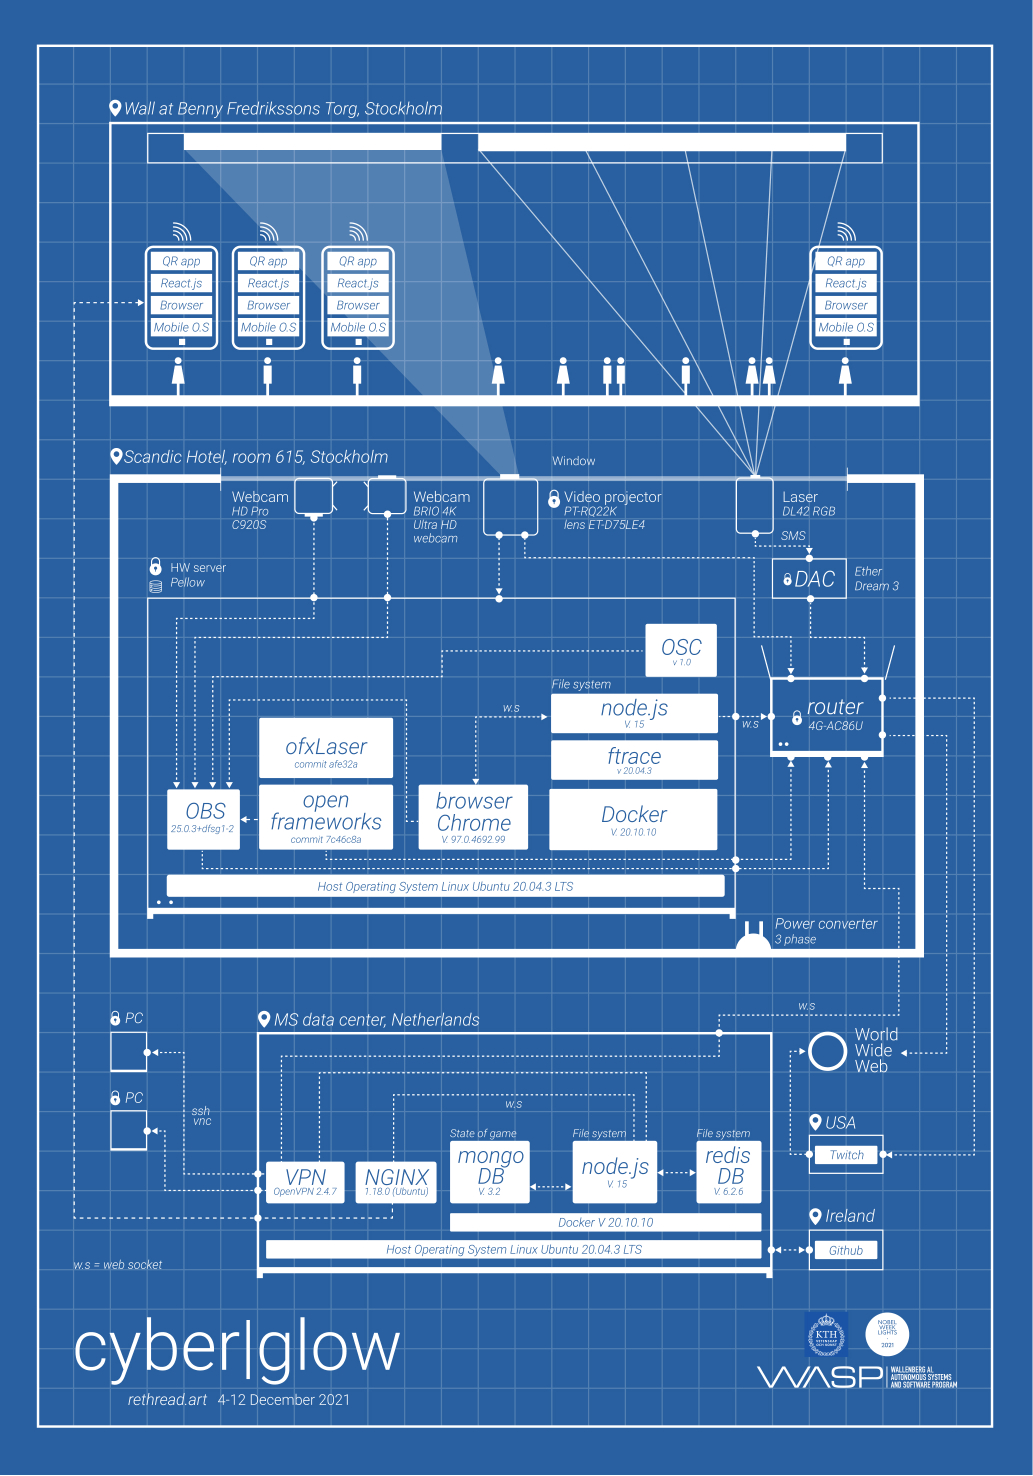 Wall at Benny Fredrikssons Torg, Stockholm
QR app
React.js
Browser
Mobile O.S
QR app
React.js
Browser
Mobile O.S
QR app
React.js
Browser
Mobile O.S
QR app
React.js
Browser
Mobile O.S
Scandic Hotel, room 615, Stockholm
Window
Webcam
HD Pro
C920S
Webcam
BRIO 4K
Ultra HD
webcam
Video projector
PT-RQ22K
lens ET-D75LE4
Laser
DL42 RGB
SMS
HW server
Pellow
DAC
Ether
Dream 3
OSC
v 1.0
File system
node.js
V. 15
w.s
w.s
router
4G-AC86U
ofxLaser
commit afe32a
ftrace
v 20.04.3
OBS
25.0.3+dfsg1-2
open
frameworks
commit 7c46c8a
browser
Chrome
V. 97.0.4692.99
Docker
V. 20.10.10
Host Operating System Linux Ubuntu 20.04.3 LTS
Power converter
3 phase
w.s
PC
MS data center, Netherlands
World
Wide
Web
PC
ssh
vnc
w.s
USA
Twitch
State of game
mongo
DB
V. 3.2
File system
node.js
V. 15
File system
redis
DB
V. 6.2.6
VPN
OpenVPN 2.4.7
NGINX
1.18.0 (Ubuntu)
Docker V 20.10.10
Host Operating System Linux Ubuntu 20.04.3 LTS
Ireland
Github
w.s = web socket
cyber|glow
rethread.art 4-12 December 2021
KTH
VETENSKAP
OCH KONST
NOBEL
WEEK
LIGHTS
2021
WASP
WALLENBERG AI,
AUTONOMOUS SYSTEMS
AND SOFTWARE PROGRAM